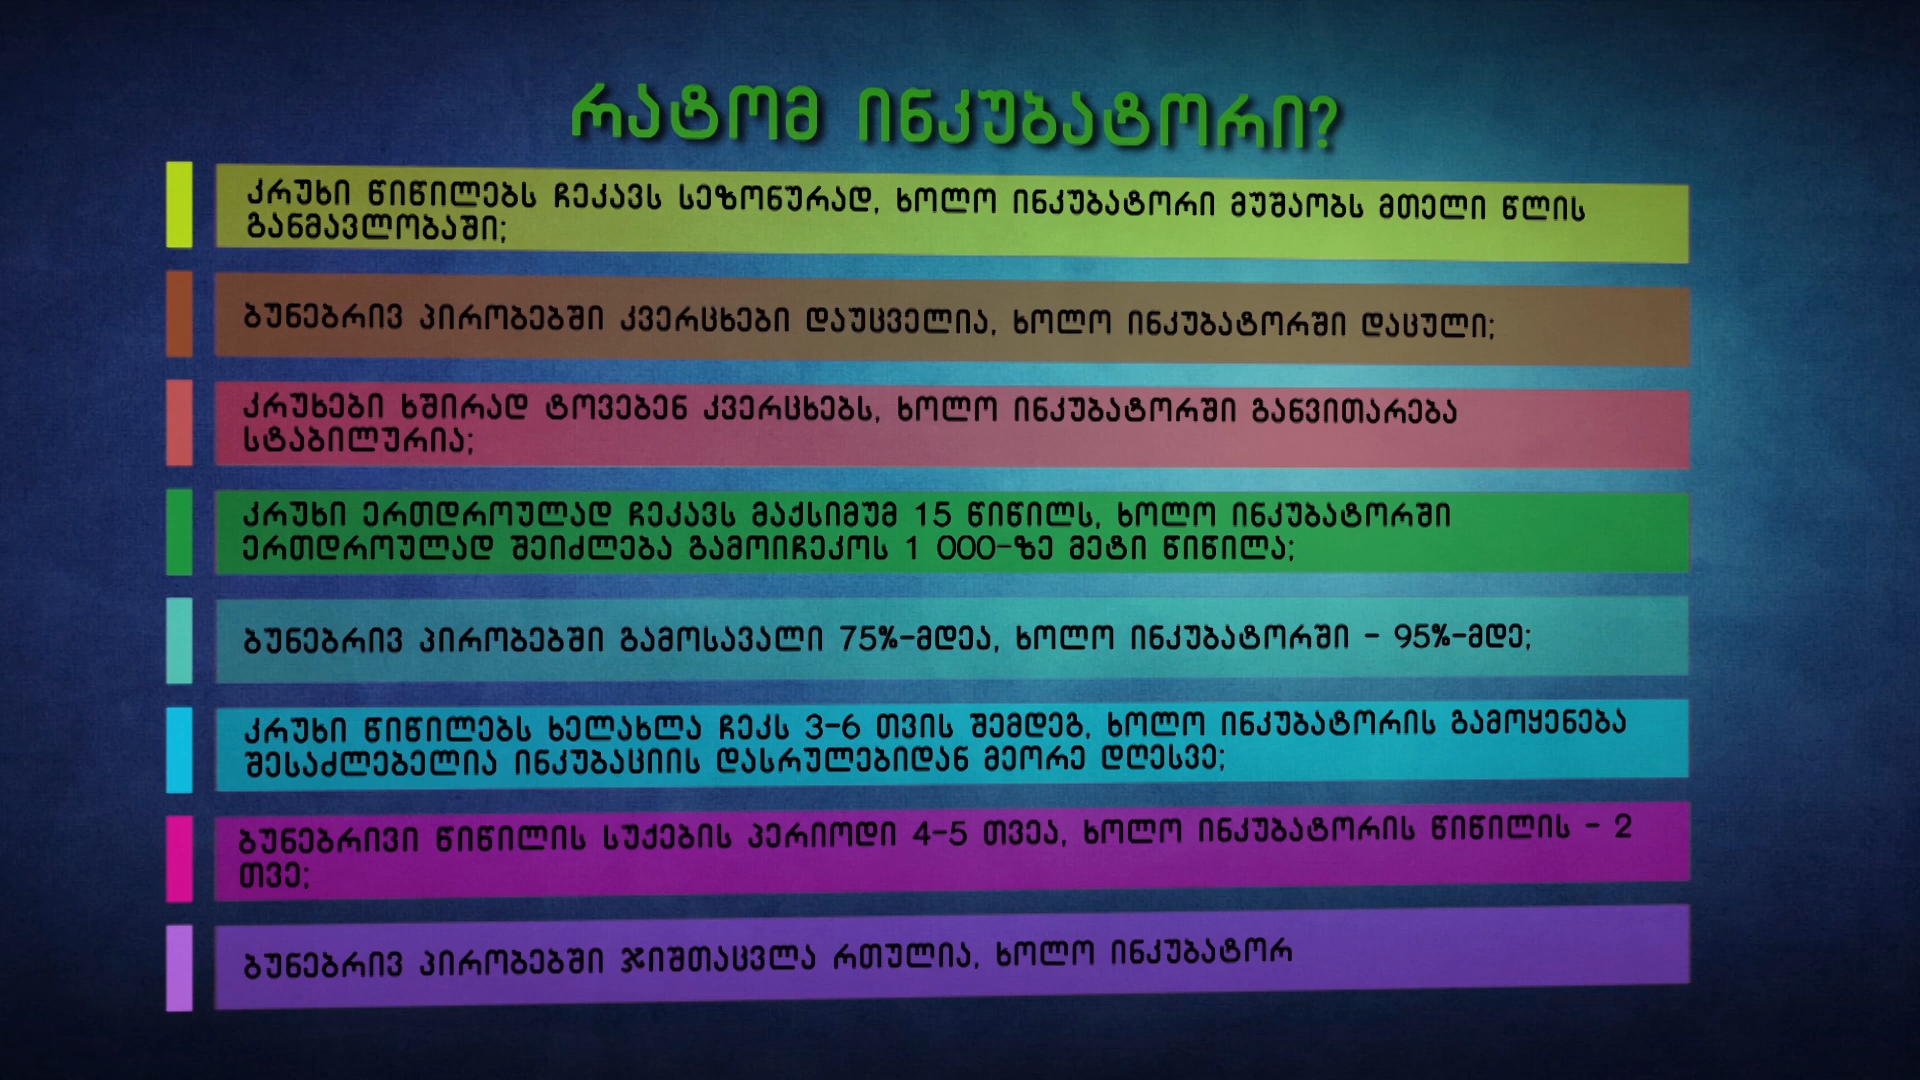 რატომ ინკუბატორი?
კრუხი წიწილებს ჩეკავს სეზონურად, ხოლო ინკუბატორი მუშაობს მთელი წლის
განმავლობაში;
ბუნებრივ პირობებში კვერცხები დაუცველია, ხოლო ინკუბატორში დაცული;
კრუხები ხშირად ტოვებენ კვერცხებს, ხოლო ინკუბატორში განვითარება
სტაბილურია;
კრუხი ერთდროულად ჩეკავს მაქსიმუმ 15 წიწილს, ხოლო ინკუბატორში
ერთდროულად შეიძლება გამოიჩეკოს 1 000-ზე მეტი წიწილა;
ბუნებრივ პირობებში გამოსავალი 75%-მდეა, ხოლო ინკუბატორში - 95%-მდე;
კრუხი წიწილებს ხელახლა ჩეკს 3-6 თვის შემდეგ, ხოლო ინკუბატორის გამოყენება
შესაძლებელია ინკუბაციის დასრულებიდან მეორე დღესვე;
ბუნებრივი წიწილის სუქების პერიოდი 4-5 თვეა, ხოლო ინკუბატორის წიწილის - 2
თვე;
ბუნებრივ პირობებში ჯიშთაცვლა რთულია, ხოლო ინკუბატორ